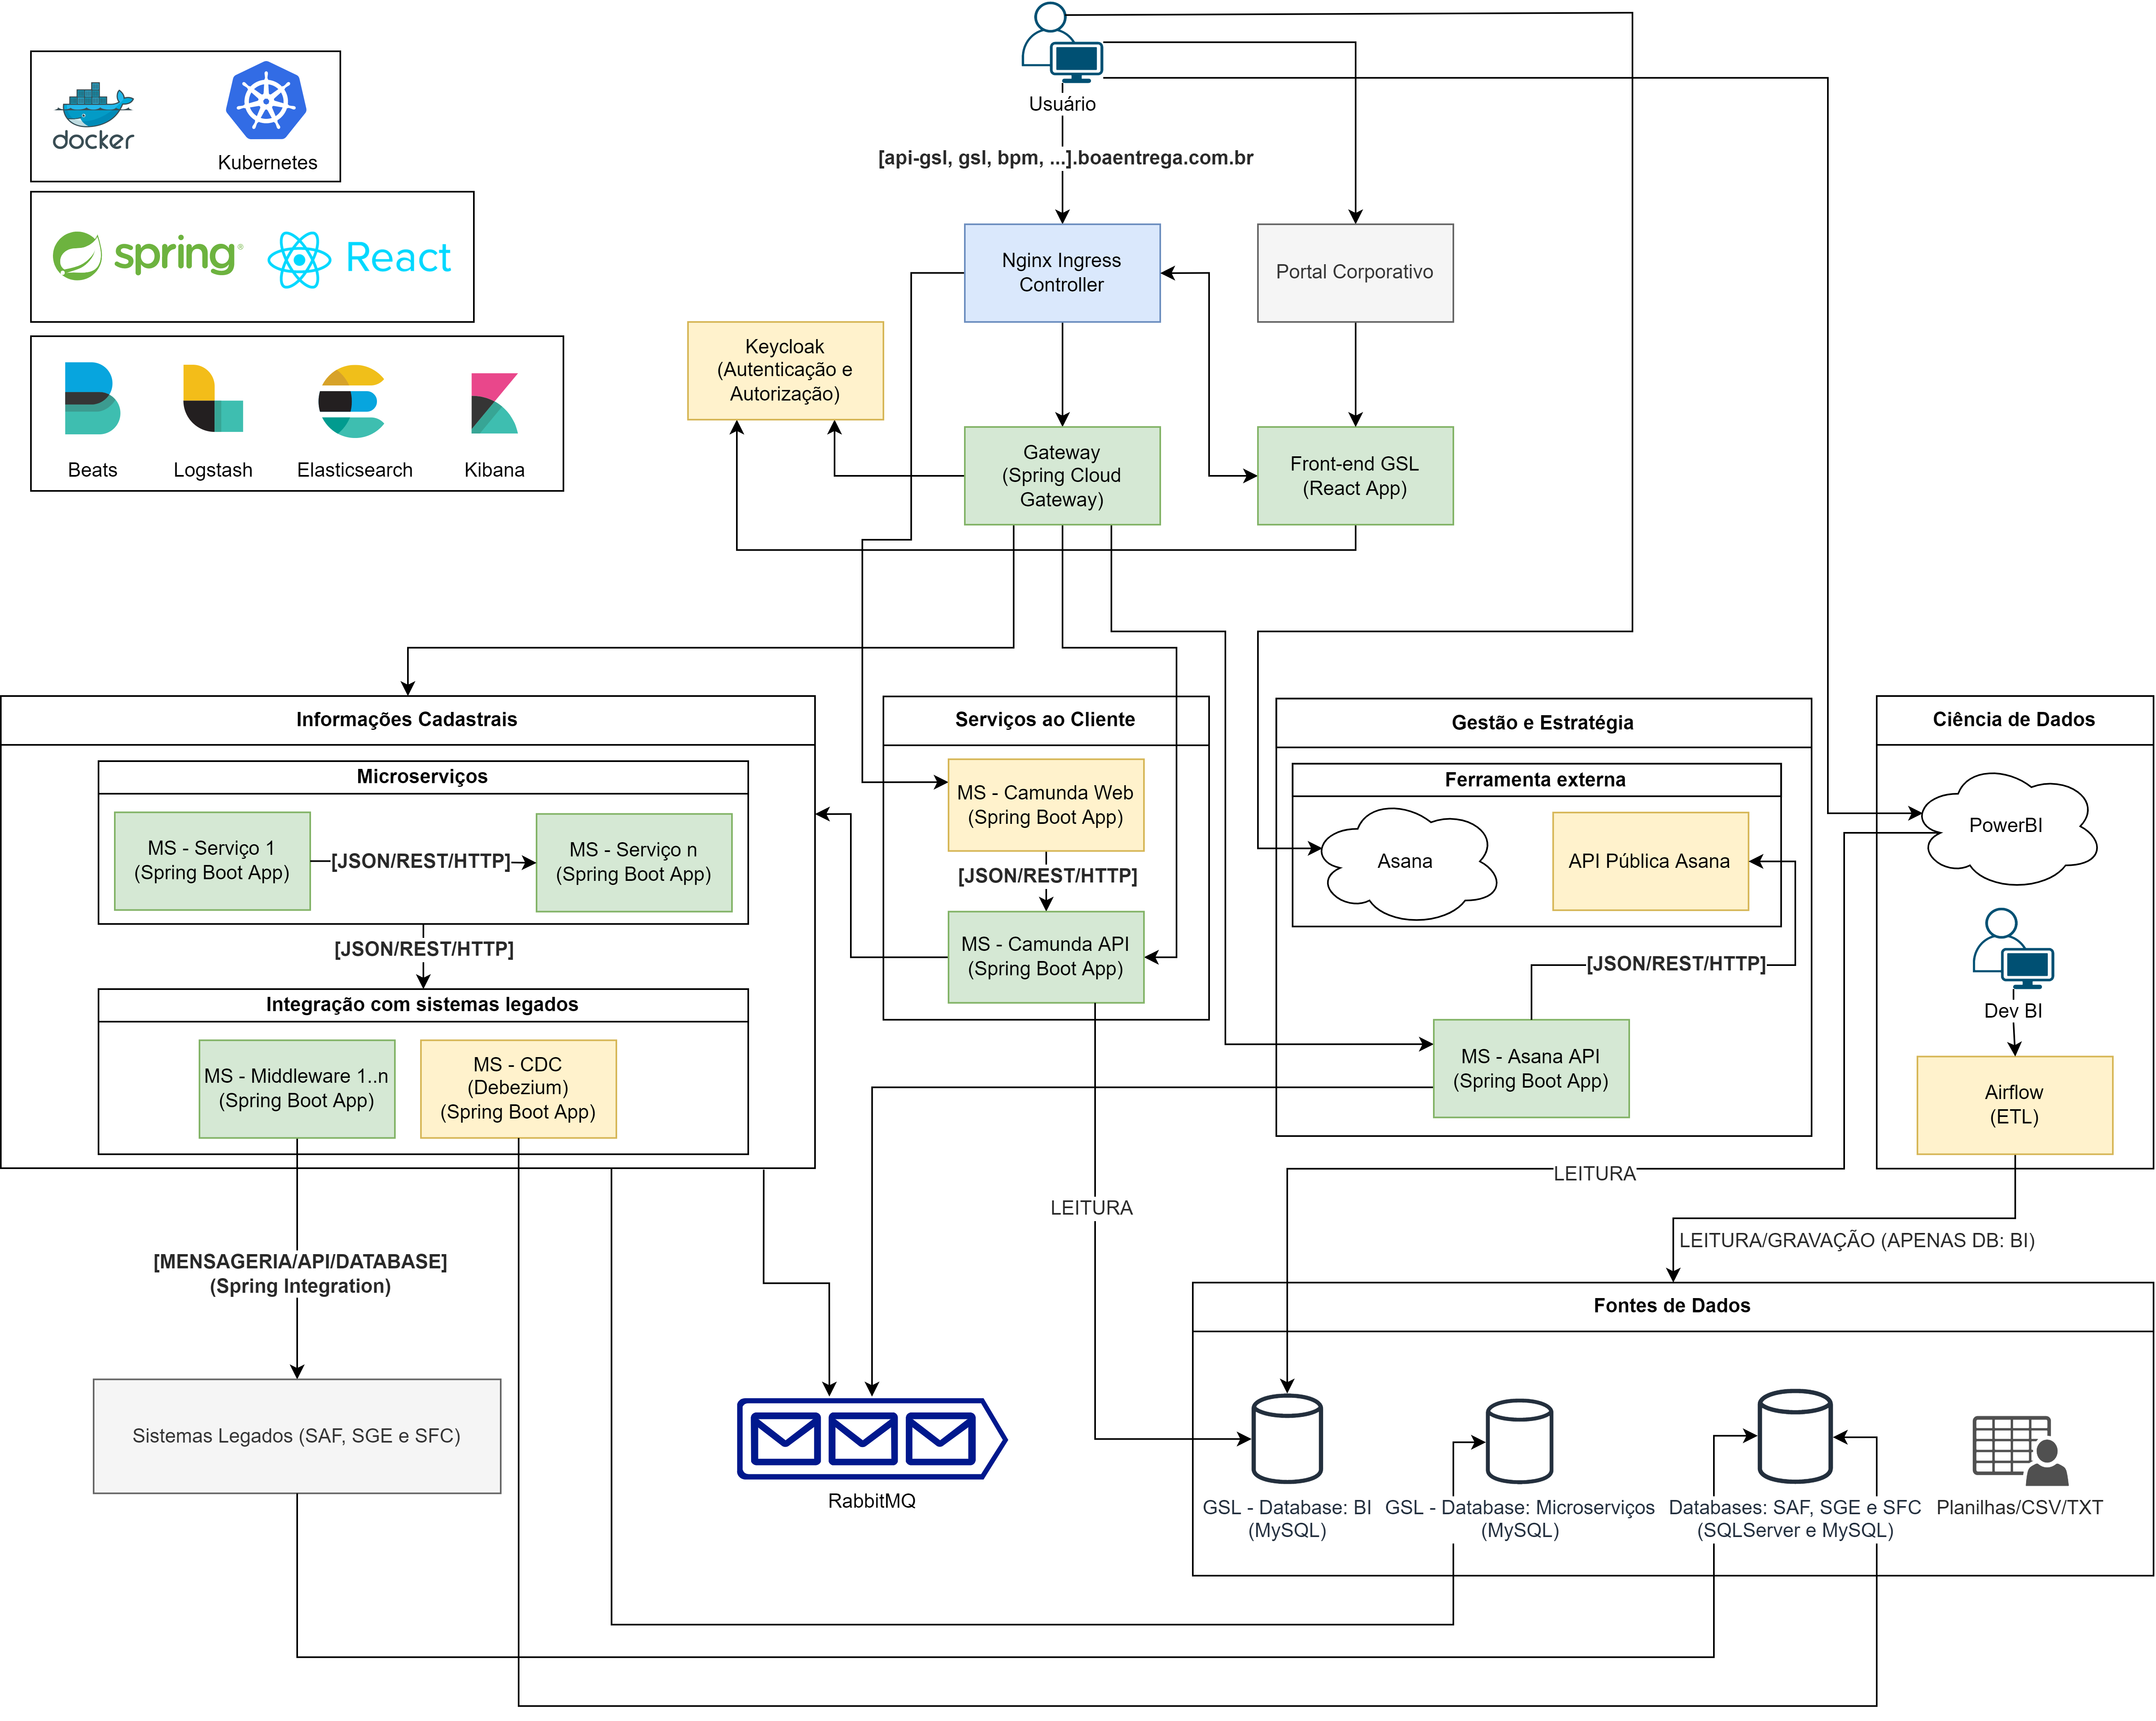 Usuário
[api-gsl, gsl, bpm, ...].boaentrega.com.br
docker
Kubernetes
spring®
React
Beats
Logstash
Elasticsearch
Kibana
Nginx Ingress
Controller
Portal Corporativo
Keycloak
(Autenticação e
Autorização)
Gateway
(Spring Cloud
Gateway)
Front-end GSL
(React App)
Informações Cadastrais
Microserviços
MS - Serviço 1
(Spring Boot App)
[JSON/REST/HTTP]
MS - Serviço n
(Spring Boot App)
[JSON/REST/HTTP]
Integração com sistemas legados
MS - Middleware 1..n
(Spring Boot App)
MS - CDC
(Debezium)
(Spring Boot App)
Serviços ao Cliente
MS - Camunda Web
(Spring Boot App)
[JSON/REST/HTTP]
MS - Camunda API
(Spring Boot App)
Gestão e Estratégia
Ferramenta externa
Asana
API Pública Asana
[JSON/REST/HTTP]
MS - Asana API
(Spring Boot App)
Ciência de Dados
PowerBI
Dev BI
Airflow
(ETL)
LEITURA
LEITURA
LEITURA/GRAVAÇÃO (APENAS DB: BI)
[MENSAGERIA/API/DATABASE]
(Spring Integration)
Sistemas Legados (SAF, SGE e SFC)
RabbitMQ
Fontes de Dados
GSL - Database: BI
(MySQL)
GSL - Database: Microserviços
(MySQL)
Databases: SAF, SGE e SFC
(SQLServer e MySQL)
Planilhas/CSV/TXT